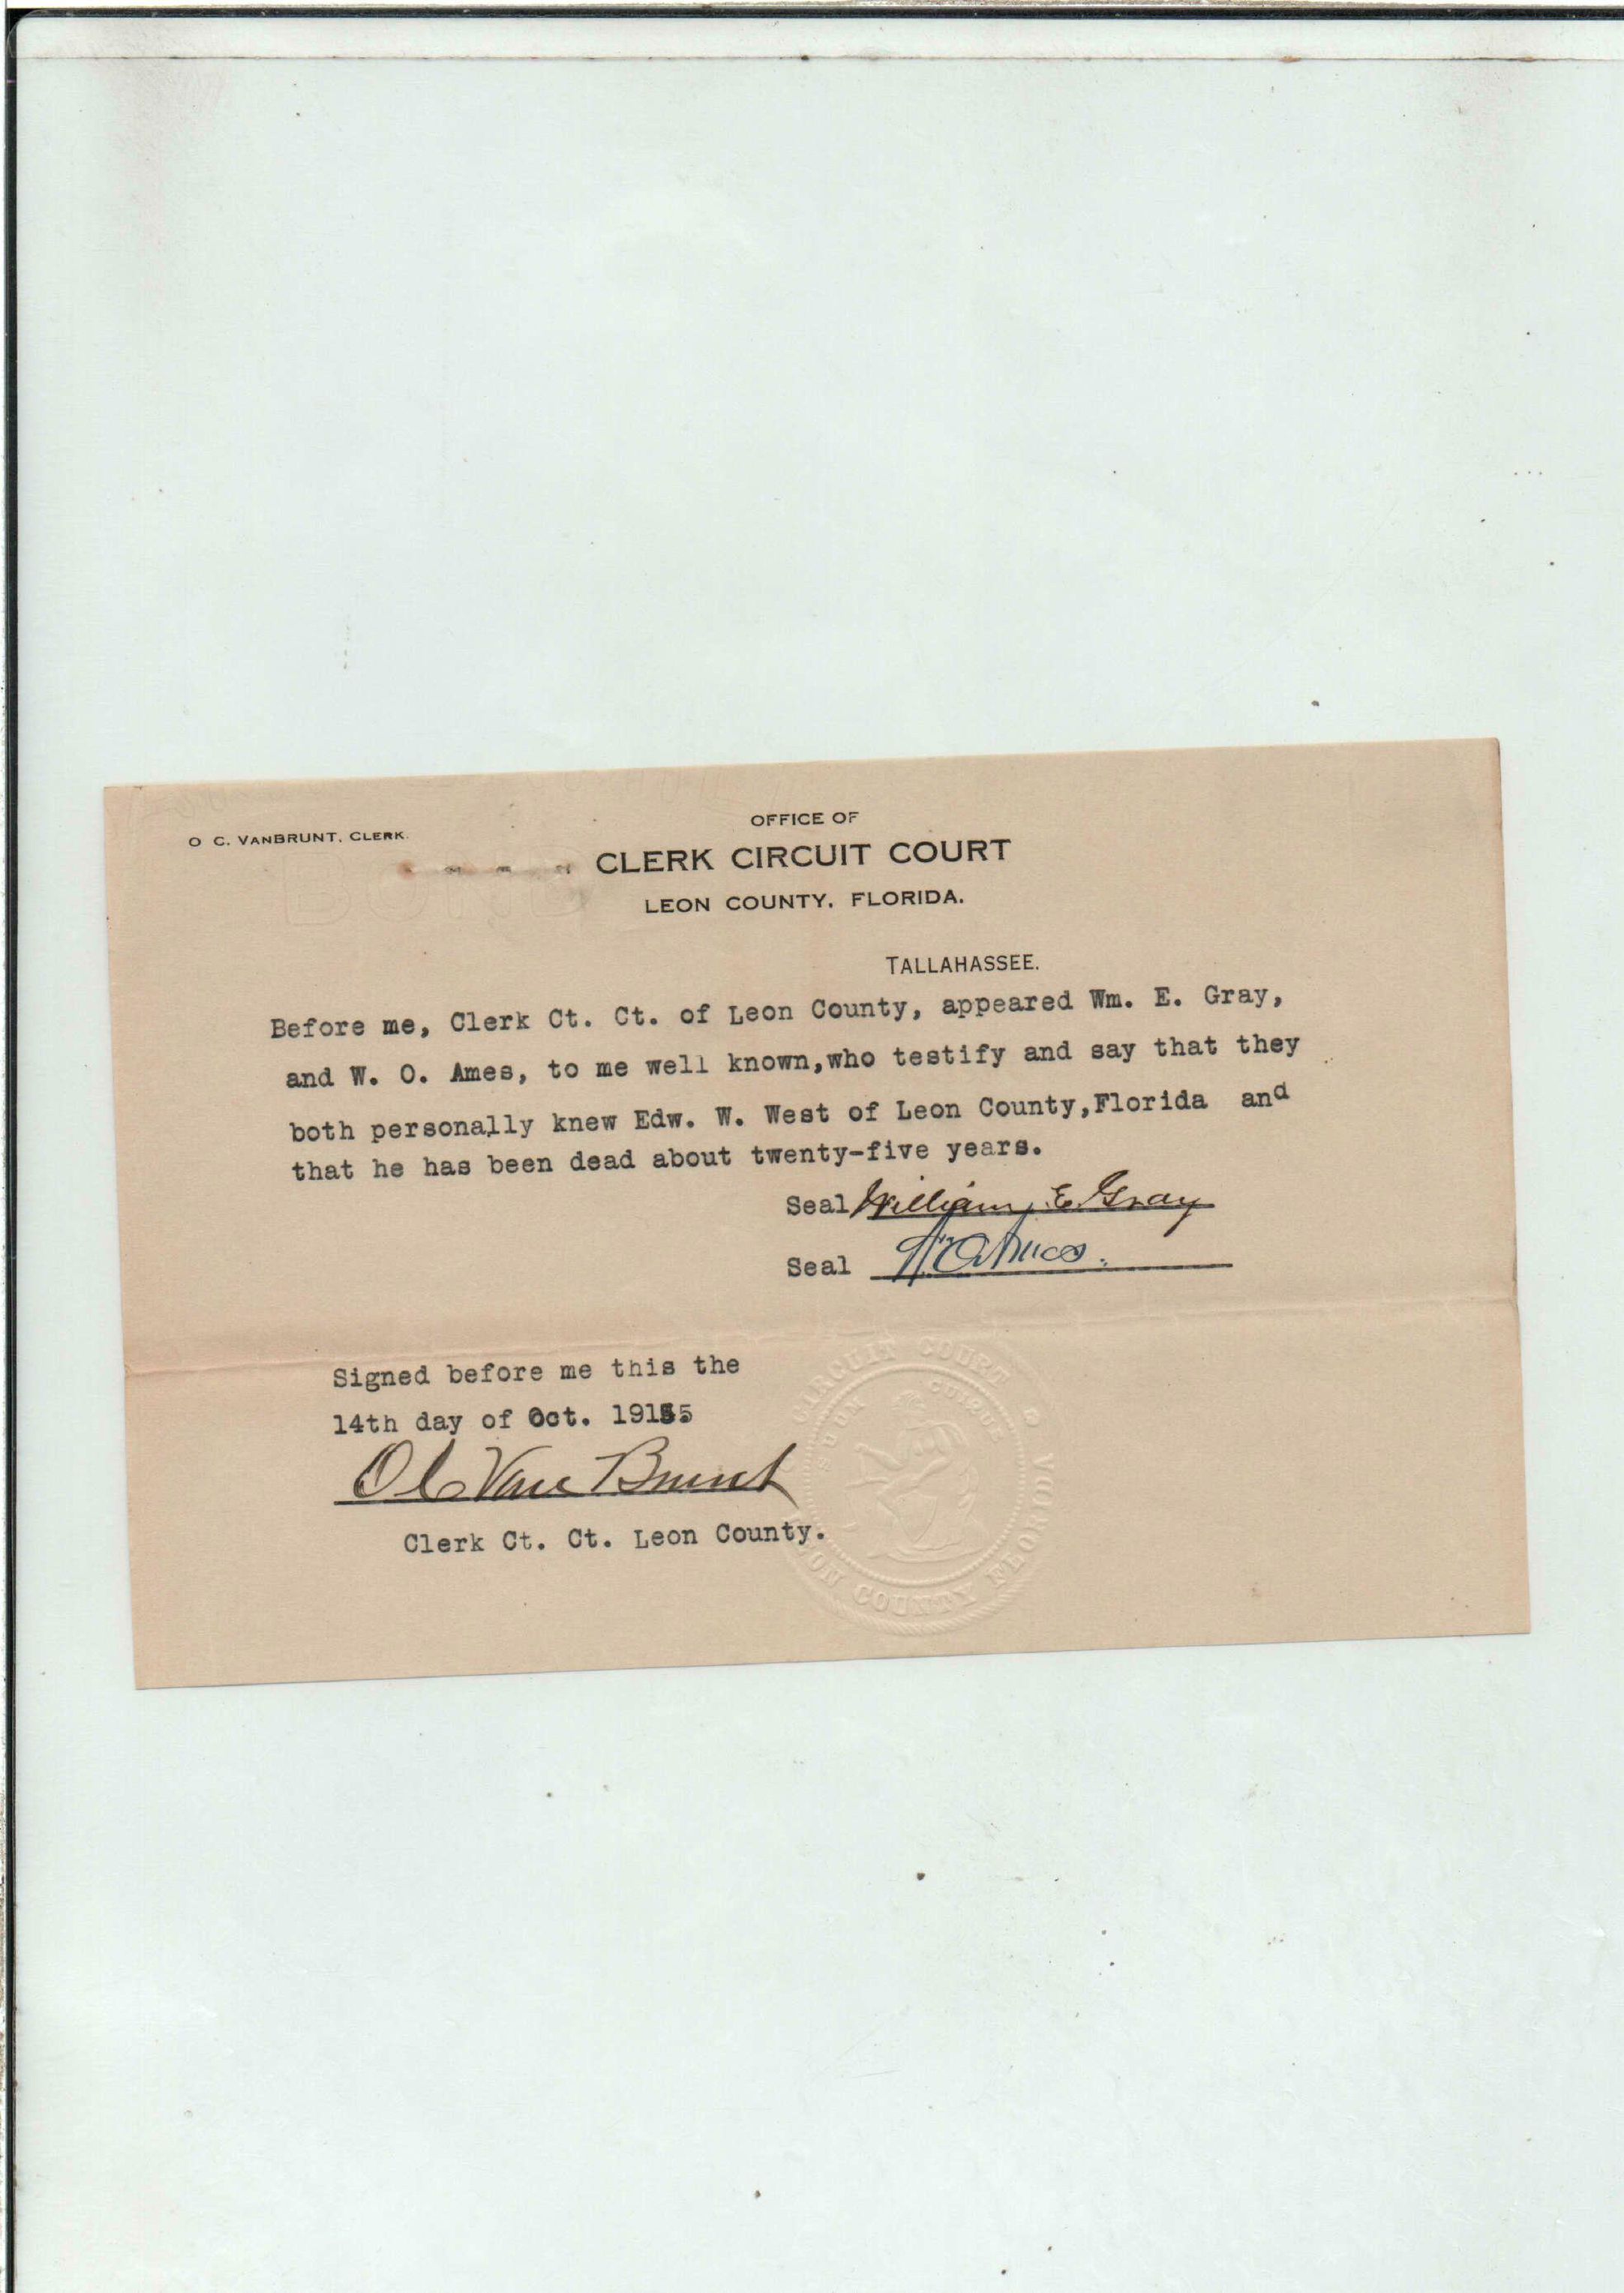 O C. VANBRUNT, CLERK.
OFFICE OF
CLERK CIRCUIT COURT
LEON COUNTY, FLORIDA.
TALLAHASSEE.
Before me, Clerk Ct. Ct. of Leon County, appeared Wm. E. Gray,
and W. O. Ames, to me well known,who testify and say that they
both personally knew Edw. W. West of Leon County,Florida and
that he has been dead about twenty-five years.
Seal William E Gray
Seal W O Ames.
Signed before me this the
14th day of Oct. 1915
O C Van Brunt
Clerk Ct. Ct. Leon County.
CIRCUIT COURT
SUUM CUIQUE
LEON COUNTY FLORIDA
BOND